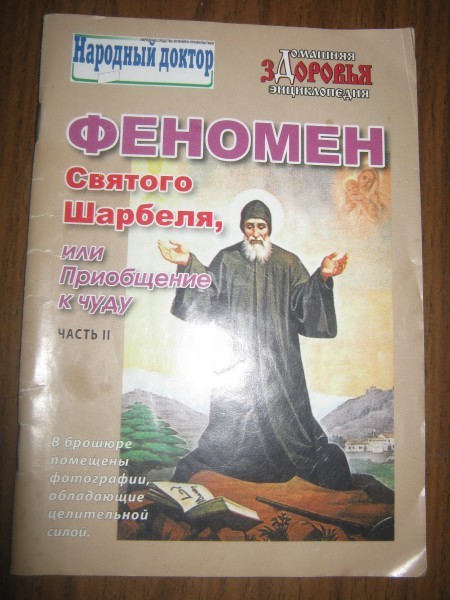 Народный доктор
ДОМАШНЯЯ
ЗДОРОВЬЯ
ЭНЦИКЛОПЕДИЯ
ФЕНОМЕН
Святого
Шарбеля,
или
Приобщение
к чуду
ЧАСТЬ II
В брошюре
помещены
фотографии,
обладающие
целительной
силой.